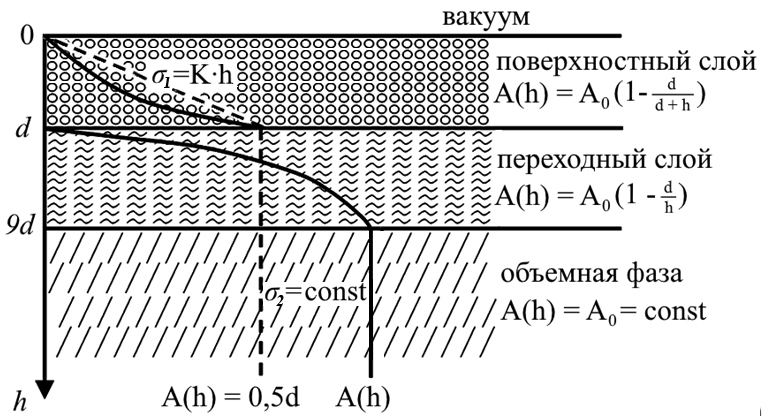 вакуум
0
σ₁=K·h
поверхностный слой
A(h) = A₀(1-d/(d+h))
d
переходный слой
A(h) = A₀(1 - d/h)
9d
объемная фаза
σ₂=const
A(h) = A₀ = const
h
A(h) = 0,5d
A(h)